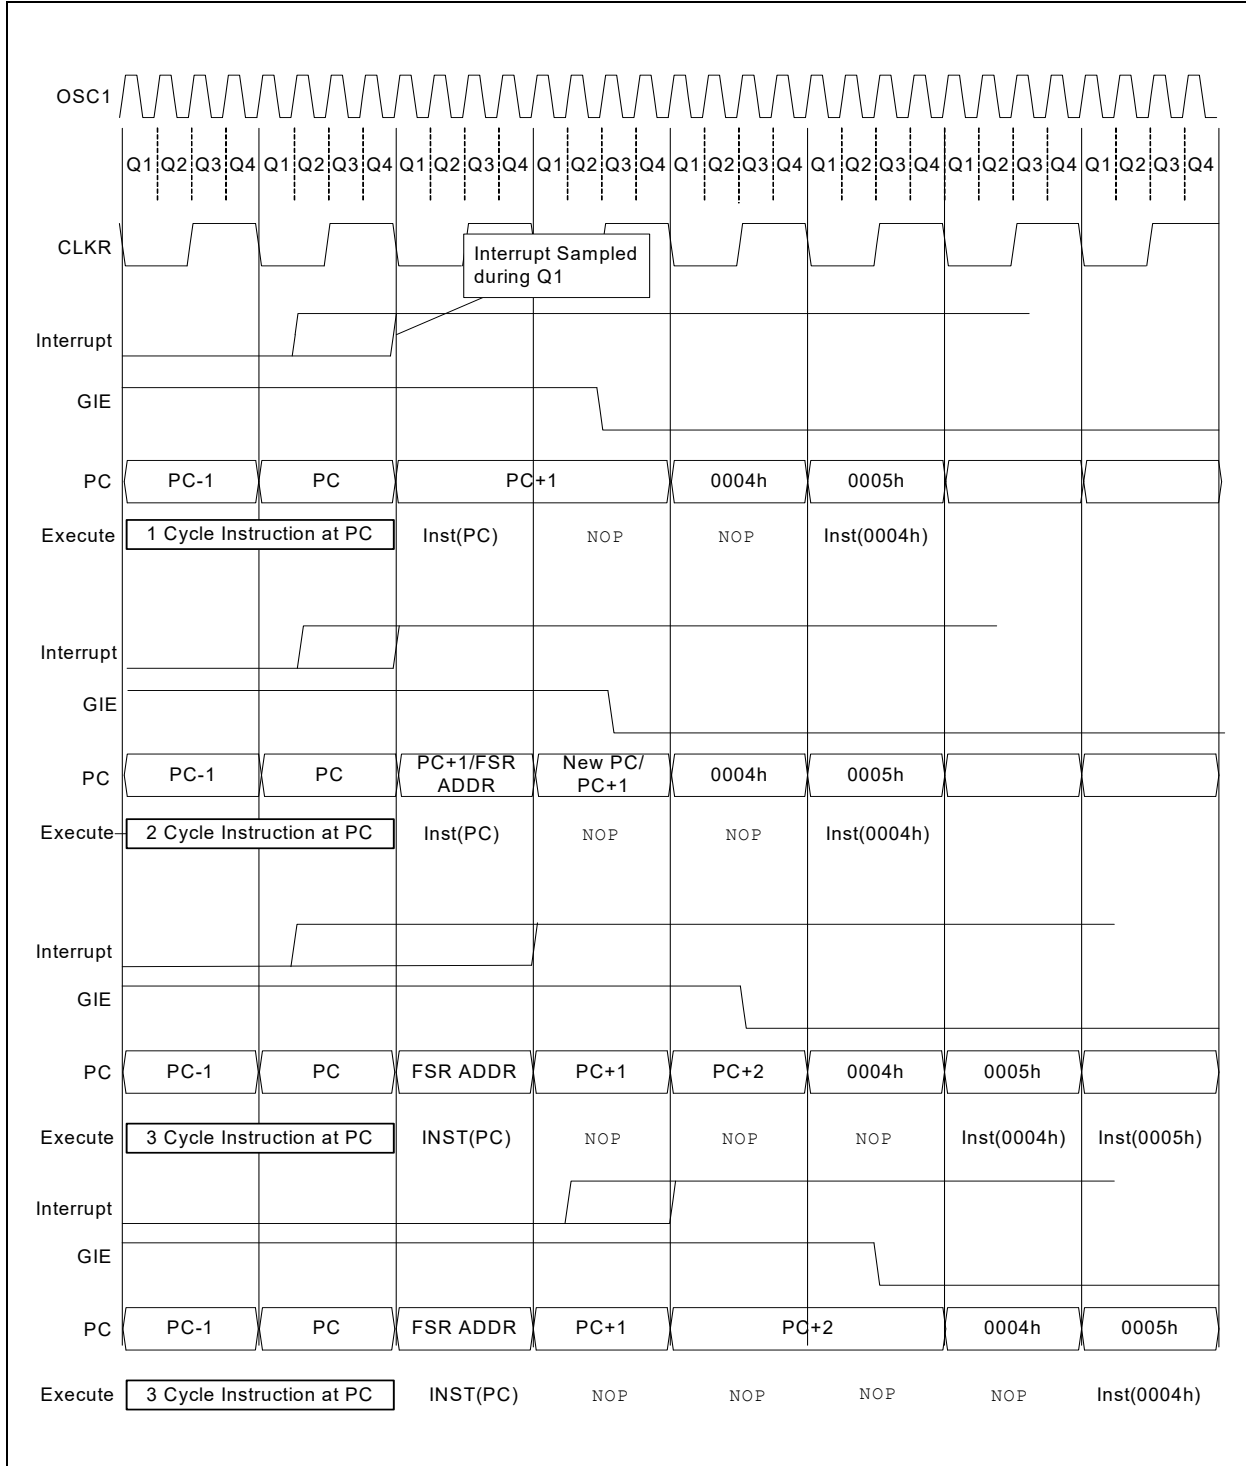 OSC1
Q1 Q2 Q3 Q4 Q1 Q2 Q3 Q4 Q1 Q2 Q3 Q4 Q1 Q2 Q3 Q4 Q1 Q2 Q3 Q4 Q1 Q2 Q3 Q4 Q1 Q2 Q3 Q4 Q1 Q2 Q3 Q4
CLKR
Interrupt Sampled
during Q1
Interrupt
GIE
PC PC-1 PC PC+1 0004h 0005h
Execute 1 Cycle Instruction at PC Inst(PC) NOP NOP Inst(0004h)
Interrupt
GIE
PC PC-1 PC PC+1/FSR ADDR New PC/ PC+1 0004h 0005h
Execute 2 Cycle Instruction at PC Inst(PC) NOP NOP Inst(0004h)
Interrupt
GIE
PC PC-1 PC FSR ADDR PC+1 PC+2 0004h 0005h
Execute 3 Cycle Instruction at PC INST(PC) NOP NOP NOP Inst(0004h) Inst(0005h)
Interrupt
GIE
PC PC-1 PC FSR ADDR PC+1 PC+2 0004h 0005h
Execute 3 Cycle Instruction at PC INST(PC) NOP NOP NOP NOP Inst(0004h)